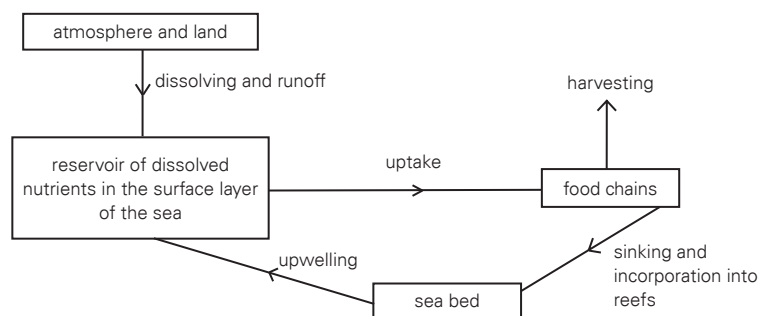 atmosphere and land
dissolving and runoff
harvesting
reservoir of dissolved
nutrients in the surface layer
of the sea
uptake
food chains
upwelling
sinking and
incorporation into
reefs
sea bed